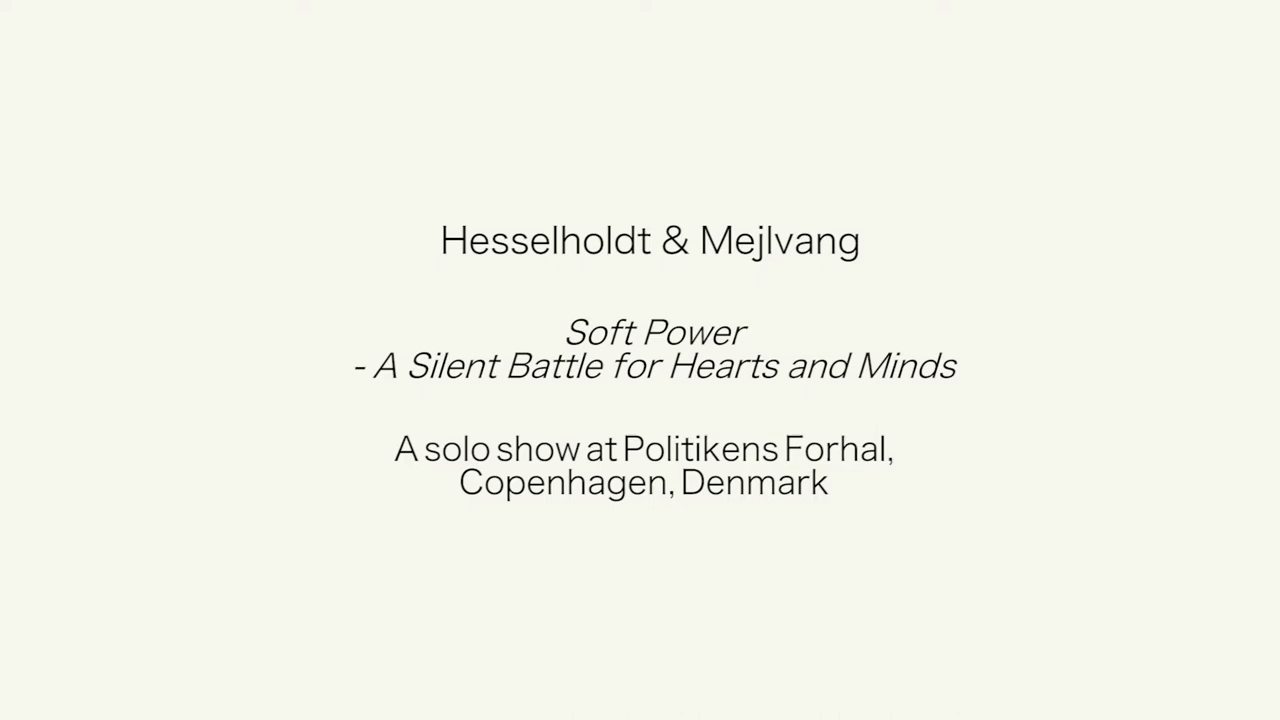 Hesselholdt & Mejlvang
Soft Power
- A Silent Battle for Hearts and Minds
A solo show at Politikens Forhal,
Copenhagen, Denmark